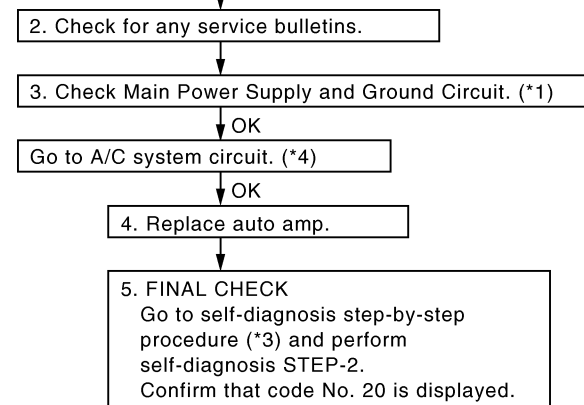 2. Check for any service bulletins.
3. Check Main Power Supply and Ground Circuit. (*1)
OK
Go to A/C system circuit. (*4)
OK
4. Replace auto amp.
5. FINAL CHECK
Go to self-diagnosis step-by-step
procedure (*3) and perform
self-diagnosis STEP-2.
Confirm that code No. 20 is displayed.